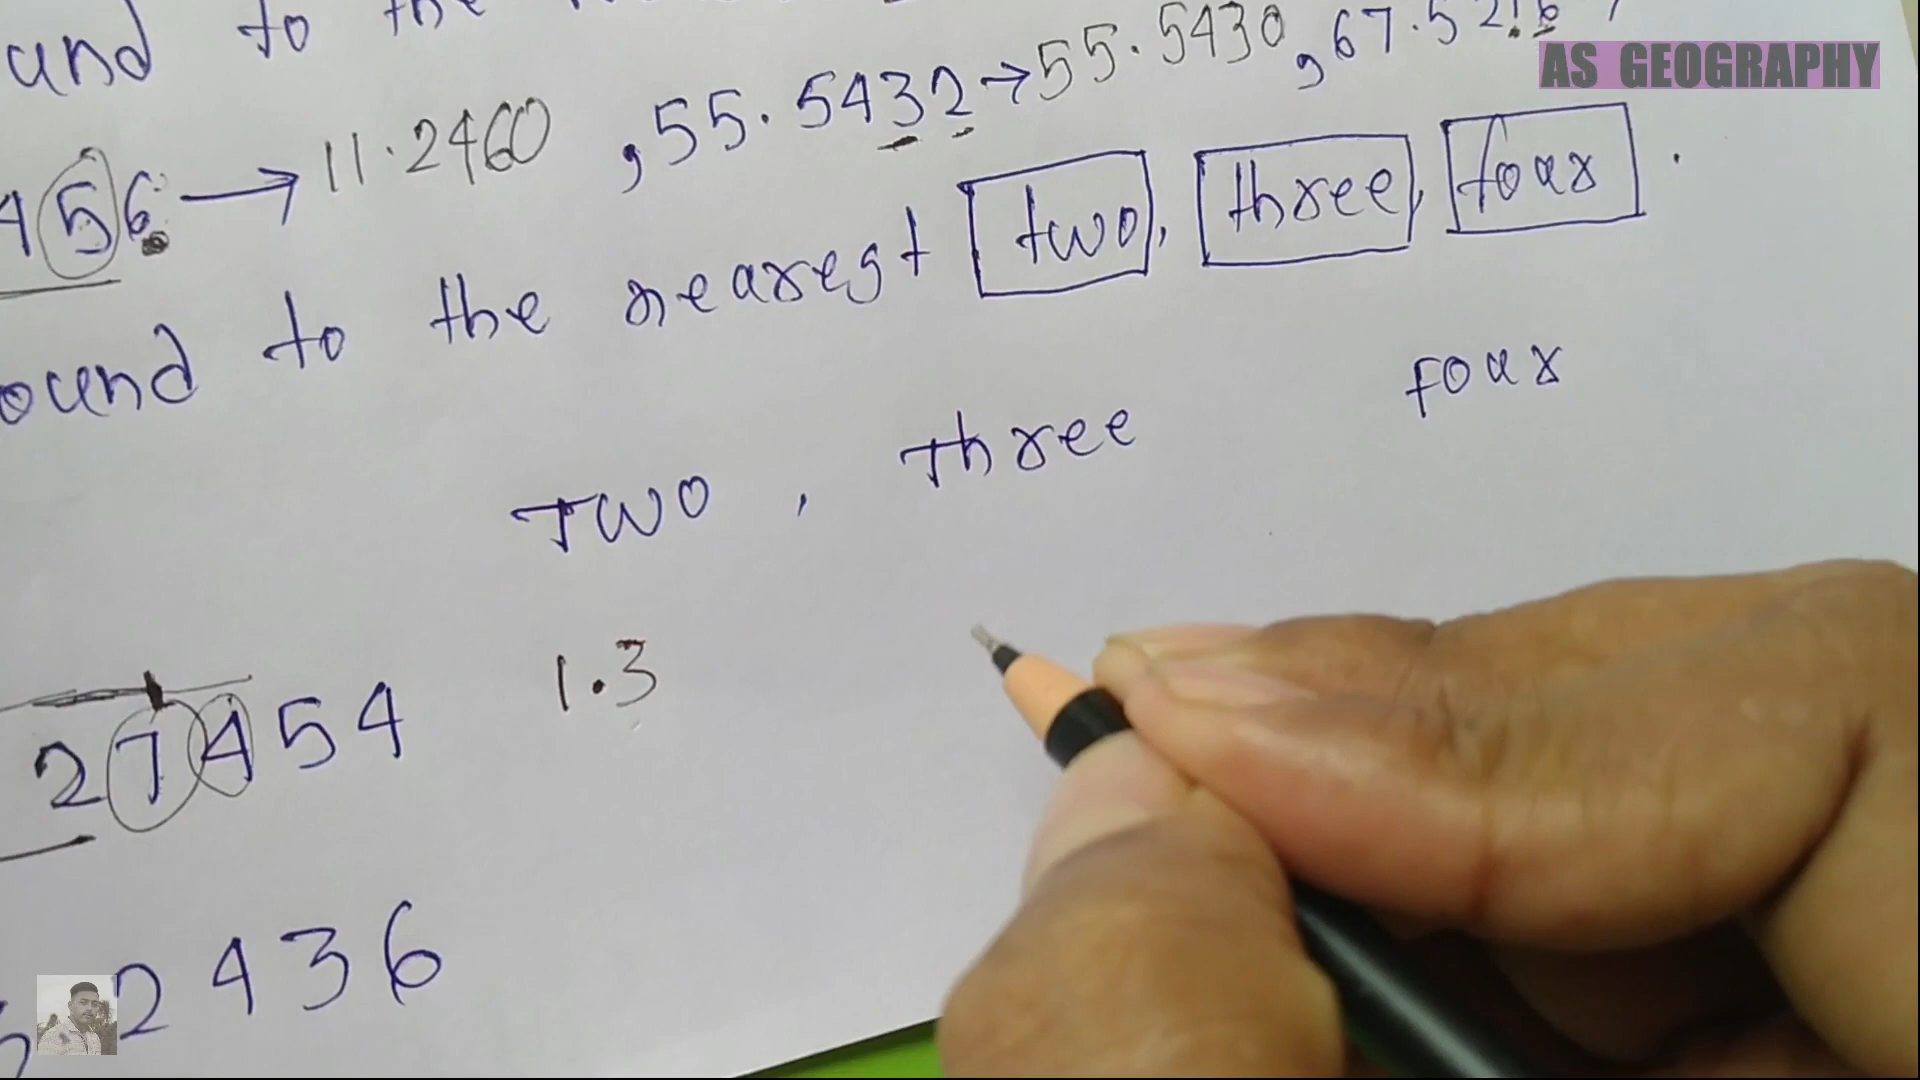 und to the
AS GEOGRAPHY
456 → 11.2460 , 55.5432 → 55.5430 , 67.5216
ound to the nearest two, three, four .
TWO , Three four
27454 1.3
2436